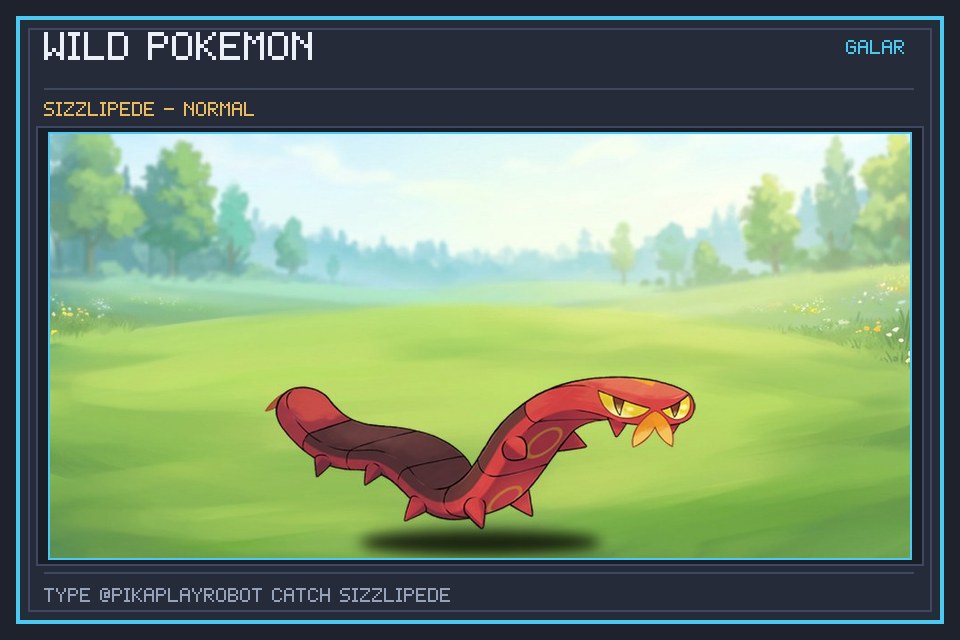 WILD POKEMON
GALAR
SIZZLIPEDE - NORMAL
TYPE @PIKAPLAYROBOT CATCH SIZZLIPEDE